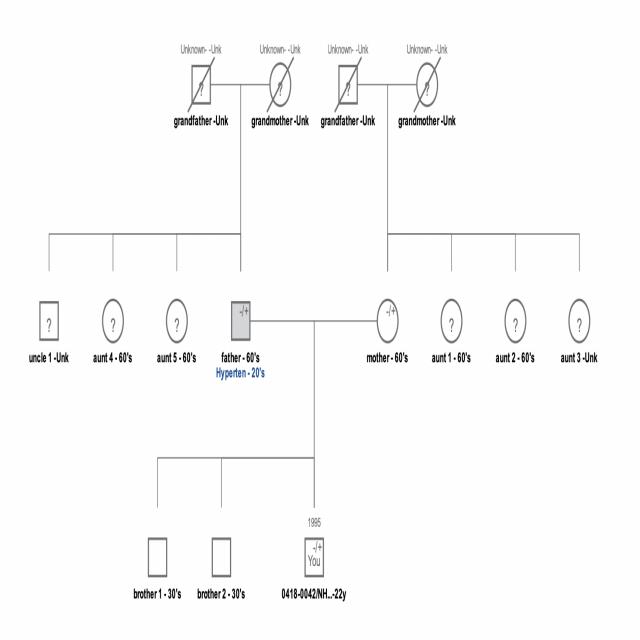 Unknown- -Unk Unknown- -Unk Unknown- -Unk Unknown- -Unk
? ? ? ?
grandfather -Unk grandmother -Unk grandfather -Unk grandmother -Unk
-/+ -/+
? ? ? ? ? ?
uncle 1 -Unk aunt 4 - 60's aunt 5 - 60's father - 60's mother - 60's aunt 1 - 60's aunt 2 - 60's aunt 3 -Unk
Hyperten - 20's
1995
-/+
You
brother 1 - 30's brother 2 - 30's 0418-0042/NH...-22y